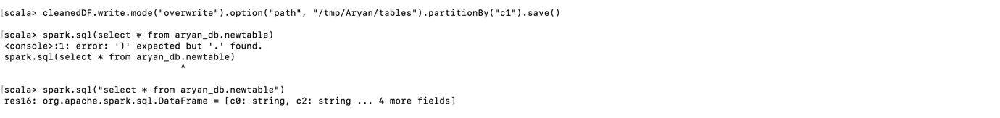 [scala> cleanedDF.write.mode("overwrite").option("path", "/tmp/Aryan/tables").partitionBy("c1").save()
[scala> spark.sql(select * from aryan_db.newtable)
<console>:1: error: ')' expected but '.' found.
spark.sql(select * from aryan_db.newtable)
^
[scala> spark.sql("select * from aryan_db.newtable")
res16: org.apache.spark.sql.DataFrame = [c0: string, c2: string ... 4 more fields]